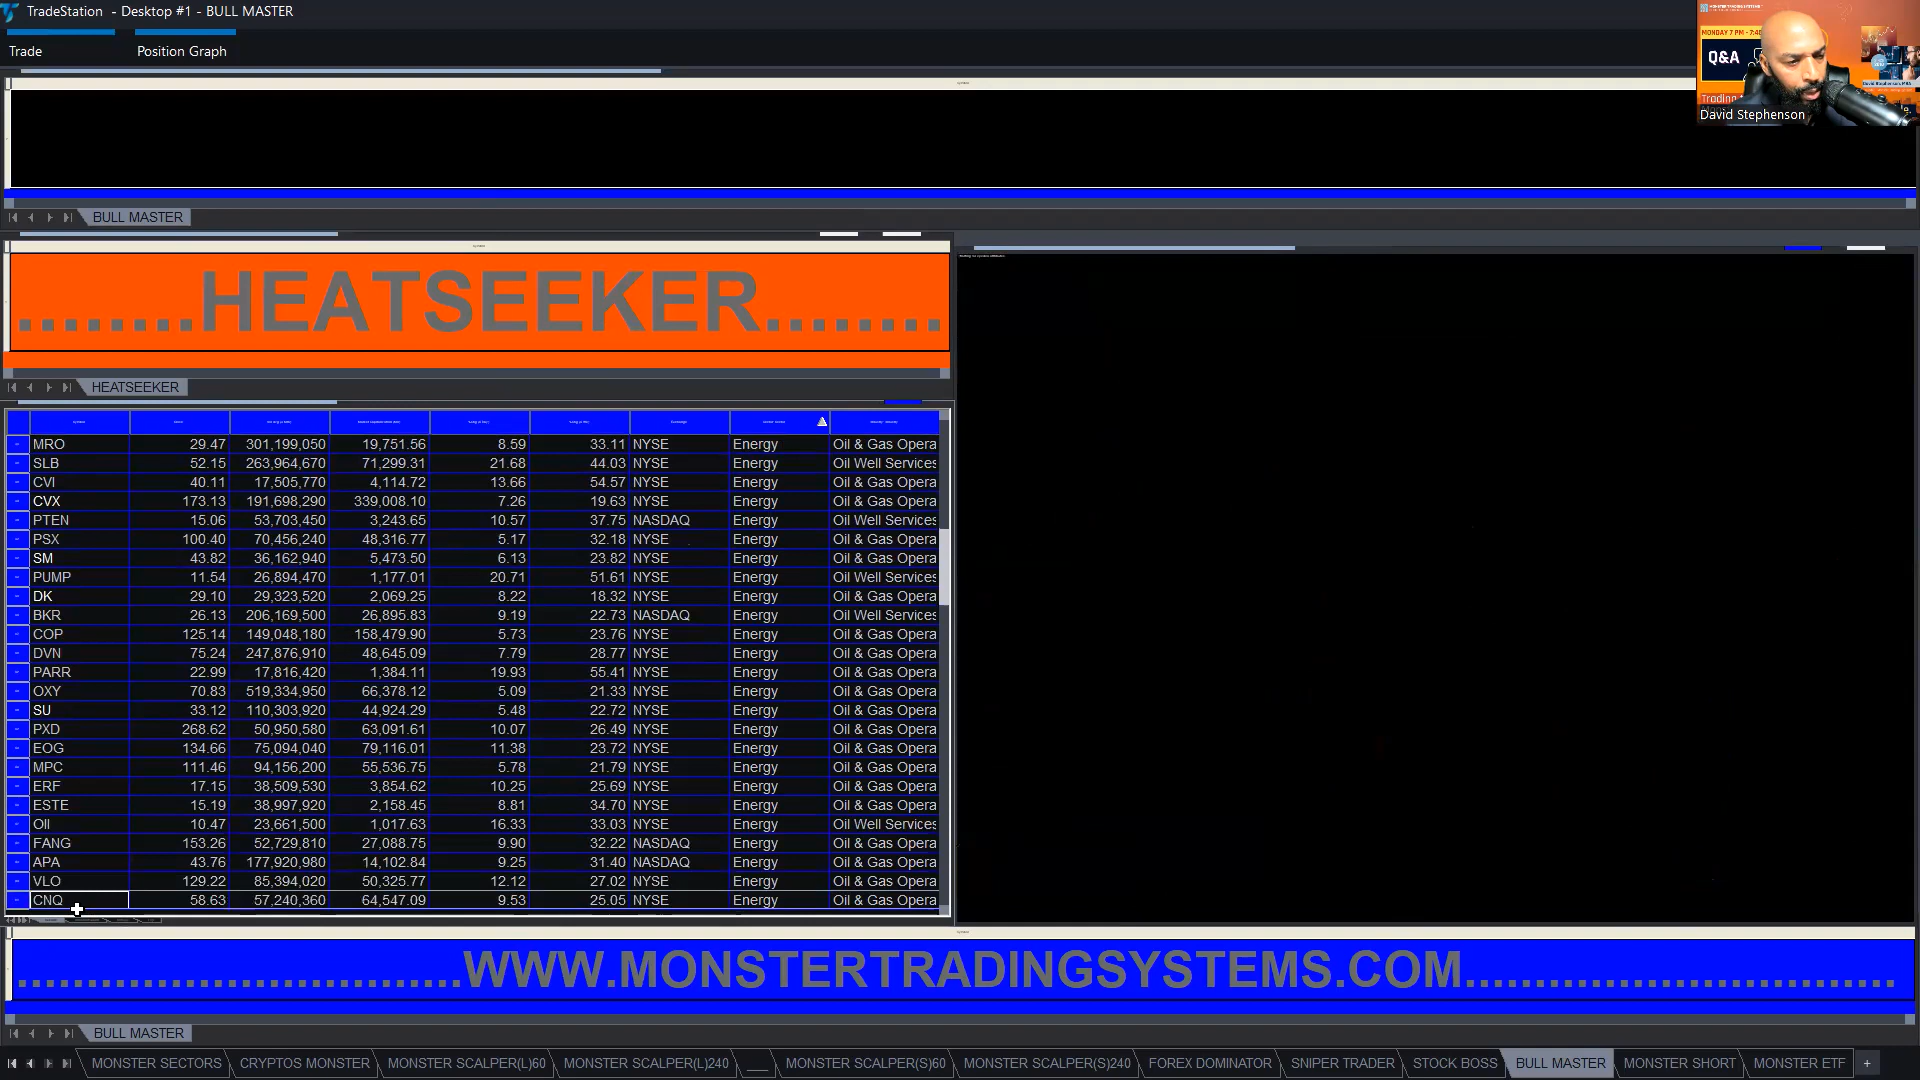 TradeStation - Desktop #1 - BULL MASTER
Trade Position Graph
MONDAY 7 PM - 7:4
Q&A
Trading
David Stephenson
BULL MASTER
........HEATSEEKER........
HEATSEEKER
MRO 29.47 301,199,050 19,751.56 8.59 33.11 NYSE Energy Oil & Gas Opera
SLB 52.15 263,964,670 71,299.31 21.68 44.03 NYSE Energy Oil Well Services
CVI 40.11 17,505,770 4,114.72 13.66 54.57 NYSE Energy Oil & Gas Opera
CVX 173.13 191,698,290 339,008.10 7.26 19.63 NYSE Energy Oil & Gas Opera
PTEN 15.06 53,703,450 3,243.65 10.57 37.75 NASDAQ Energy Oil Well Services
PSX 100.40 70,456,240 48,316.77 5.17 32.18 NYSE Energy Oil & Gas Opera
SM 43.82 36,162,940 5,473.50 6.13 23.82 NYSE Energy Oil & Gas Opera
PUMP 11.54 26,894,470 1,177.01 20.71 51.61 NYSE Energy Oil Well Services
DK 29.10 29,323,520 2,069.25 8.22 18.32 NYSE Energy Oil & Gas Opera
BKR 26.13 206,169,500 26,895.83 9.19 22.73 NASDAQ Energy Oil Well Services
COP 125.14 149,048,180 158,479.90 5.73 23.76 NYSE Energy Oil & Gas Opera
DVN 75.24 247,876,910 48,645.09 7.79 28.77 NYSE Energy Oil & Gas Opera
PARR 22.99 17,816,420 1,384.11 19.93 55.41 NYSE Energy Oil & Gas Opera
OXY 70.83 519,334,950 66,378.12 5.09 21.33 NYSE Energy Oil & Gas Opera
SU 33.12 110,303,920 44,924.29 5.48 22.72 NYSE Energy Oil & Gas Opera
PXD 268.62 50,950,580 63,091.61 10.07 26.49 NYSE Energy Oil & Gas Opera
EOG 134.66 75,094,040 79,116.01 11.38 23.72 NYSE Energy Oil & Gas Opera
MPC 111.46 94,156,200 55,536.75 5.78 21.79 NYSE Energy Oil & Gas Opera
ERF 17.15 38,509,530 3,854.62 10.25 25.69 NYSE Energy Oil & Gas Opera
ESTE 15.19 38,997,920 2,158.45 8.81 34.70 NYSE Energy Oil & Gas Opera
OII 10.47 23,661,500 1,017.63 16.33 33.03 NYSE Energy Oil Well Services
FANG 153.26 52,729,810 27,088.75 9.90 32.22 NASDAQ Energy Oil & Gas Opera
APA 43.76 177,920,980 14,102.84 9.25 31.40 NASDAQ Energy Oil & Gas Opera
VLO 129.22 85,394,020 50,325.77 12.12 27.02 NYSE Energy Oil & Gas Opera
CNQ 58.63 57,240,360 64,547.09 9.53 25.05 NYSE Energy Oil & Gas Opera
..............................WWW.MONSTERTRADINGSYSTEMS.COM.............................
BULL MASTER
MONSTER SECTORS CRYPTOS MONSTER MONSTER SCALPER(L)60 MONSTER SCALPER(L)240 ___ MONSTER SCALPER(S)60 MONSTER SCALPER(S)240 FOREX DOMINATOR SNIPER TRADER STOCK BOSS BULL MASTER MONSTER SHORT MONSTER ETF +